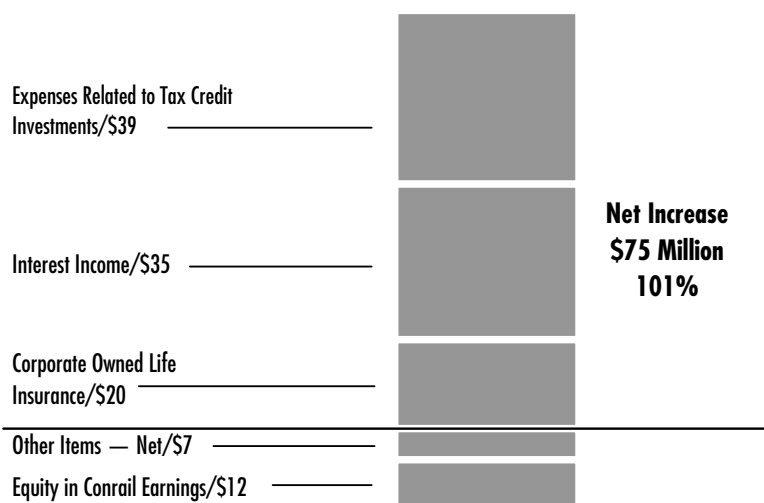 Expenses Related to Tax Credit
Investments/$39
Net Increase
$75 Million
101%
Interest Income/$35
Corporate Owned Life
Insurance/$20
Other Items — Net/$7
Equity in Conrail Earnings/$12